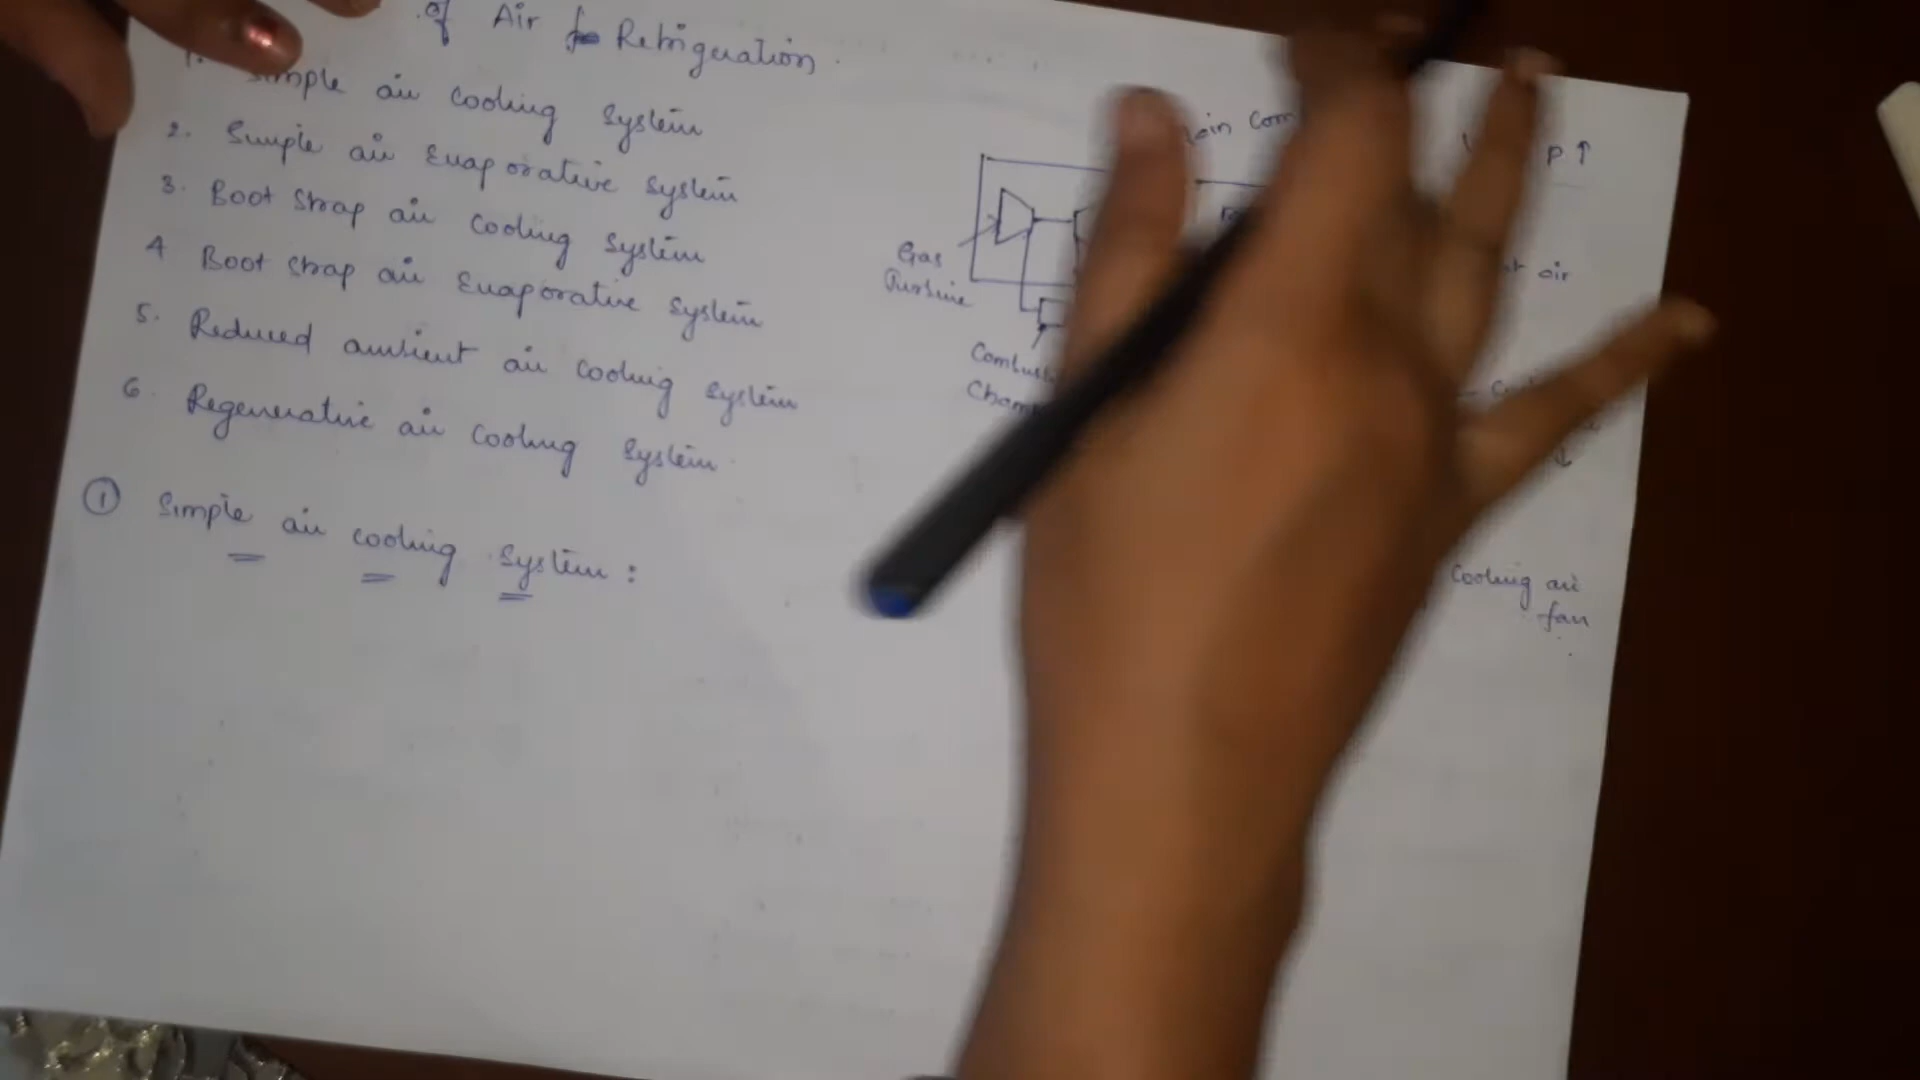 of Air Refrigeration
1. Simple air cooling system
2. Simple air Evaporative system
3. Boot strap air cooling system
4 Boot strap air Evaporative system
5. Reduced ambient air cooling system
6. Regenerative air cooling system
① Simple air cooling system :
P ↑
Gas
Turbine
air
Cooling air
fan